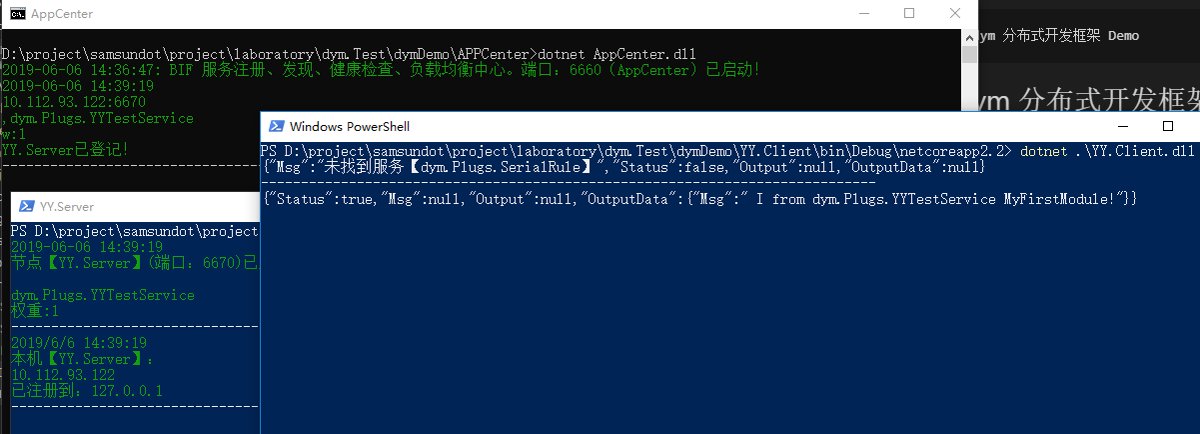 AppCenter
D:\project\samsundot\project\laboratory\dym.Test\dymDemo\APPCenter>dotnet AppCenter.dll
2019-06-06 14:36:47: BIF 服务注册、发现、健康检查、负载均衡中心。端口：6660（AppCenter）已启动！
2019-06-06 14:39:19
10.112.93.122:6670
,dym.Plugs.YYTestService
w:1
YY.Server已登记！
ym 分布式开发框架 Demo
ym 分布式开发框架
Windows PowerShell
PS D:\project\samsundot\project\laboratory\dym.Test\dymDemo\YY.Client\bin\Debug\netcoreapp2.2> dotnet .\YY.Client.dll
{"Msg":"未找到服务【dym.Plugs.SerialRule】","Status":false,"Output":null,"OutputData":null}
{"Status":true,"Msg":null,"Output":null,"OutputData":{"Msg":" I from dym.Plugs.YYTestService MyFirstModule!"}}
YY.Server
PS D:\project\samsundot\project
2019-06-06 14:39:19
节点【YY.Server】(端口：6670)已
dym.Plugs.YYTestService
权重:1
2019/6/6 14:39:19
本机【YY.Server】：
10.112.93.122
已注册到：127.0.0.1